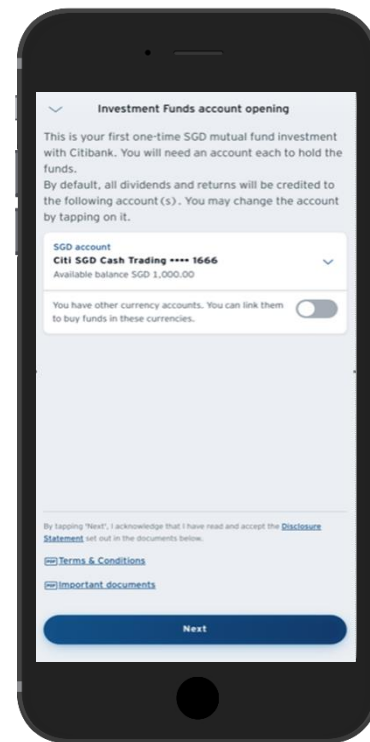 Investment Funds account opening
This is your first one-time SGD mutual fund investment
with Citibank. You will need an account each to hold the
funds.
By default, all dividends and returns will be credited to
the following account(s). You may change the account
by tapping on it.
SGD account
Citi SGD Cash Trading •••• 1666
Available balance SGD 1,000.00
You have other currency accounts. You can link them
to buy funds in these currencies.
By tapping "Next", I acknowledge that I have read and accept the Disclosure
Statement set out in the documents below.
PDF Terms & Conditions
PDF Important documents
Next